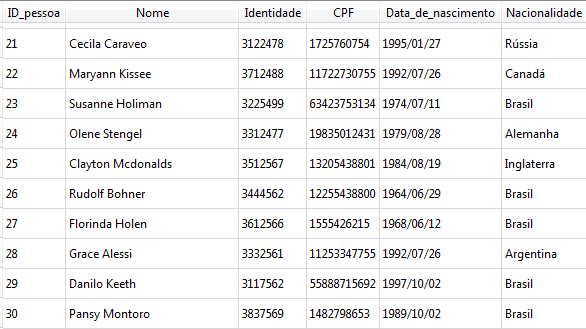 ID_pessoa Nome Identidade CPF Data_de_nascimento Nacionalidade
21 Cecila Caraveo 3122478 1725760754 1995/01/27 Rússia
22 Maryann Kissee 3712488 11722730755 1992/07/26 Canadá
23 Susanne Holiman 3225499 63423753134 1974/07/11 Brasil
24 Olene Stengel 3312477 19835012431 1979/08/28 Alemanha
25 Clayton Mcdonalds 3512567 13205438801 1984/08/19 Inglaterra
26 Rudolf Bohner 3444562 12255438800 1964/06/29 Brasil
27 Florinda Holen 3612566 1555426215 1968/06/12 Brasil
28 Grace Alessi 3332561 11253347755 1992/07/26 Argentina
29 Danilo Keeth 3117562 55888715692 1997/10/02 Brasil
30 Pansy Montoro 3837569 1482798653 1989/10/02 Brasil